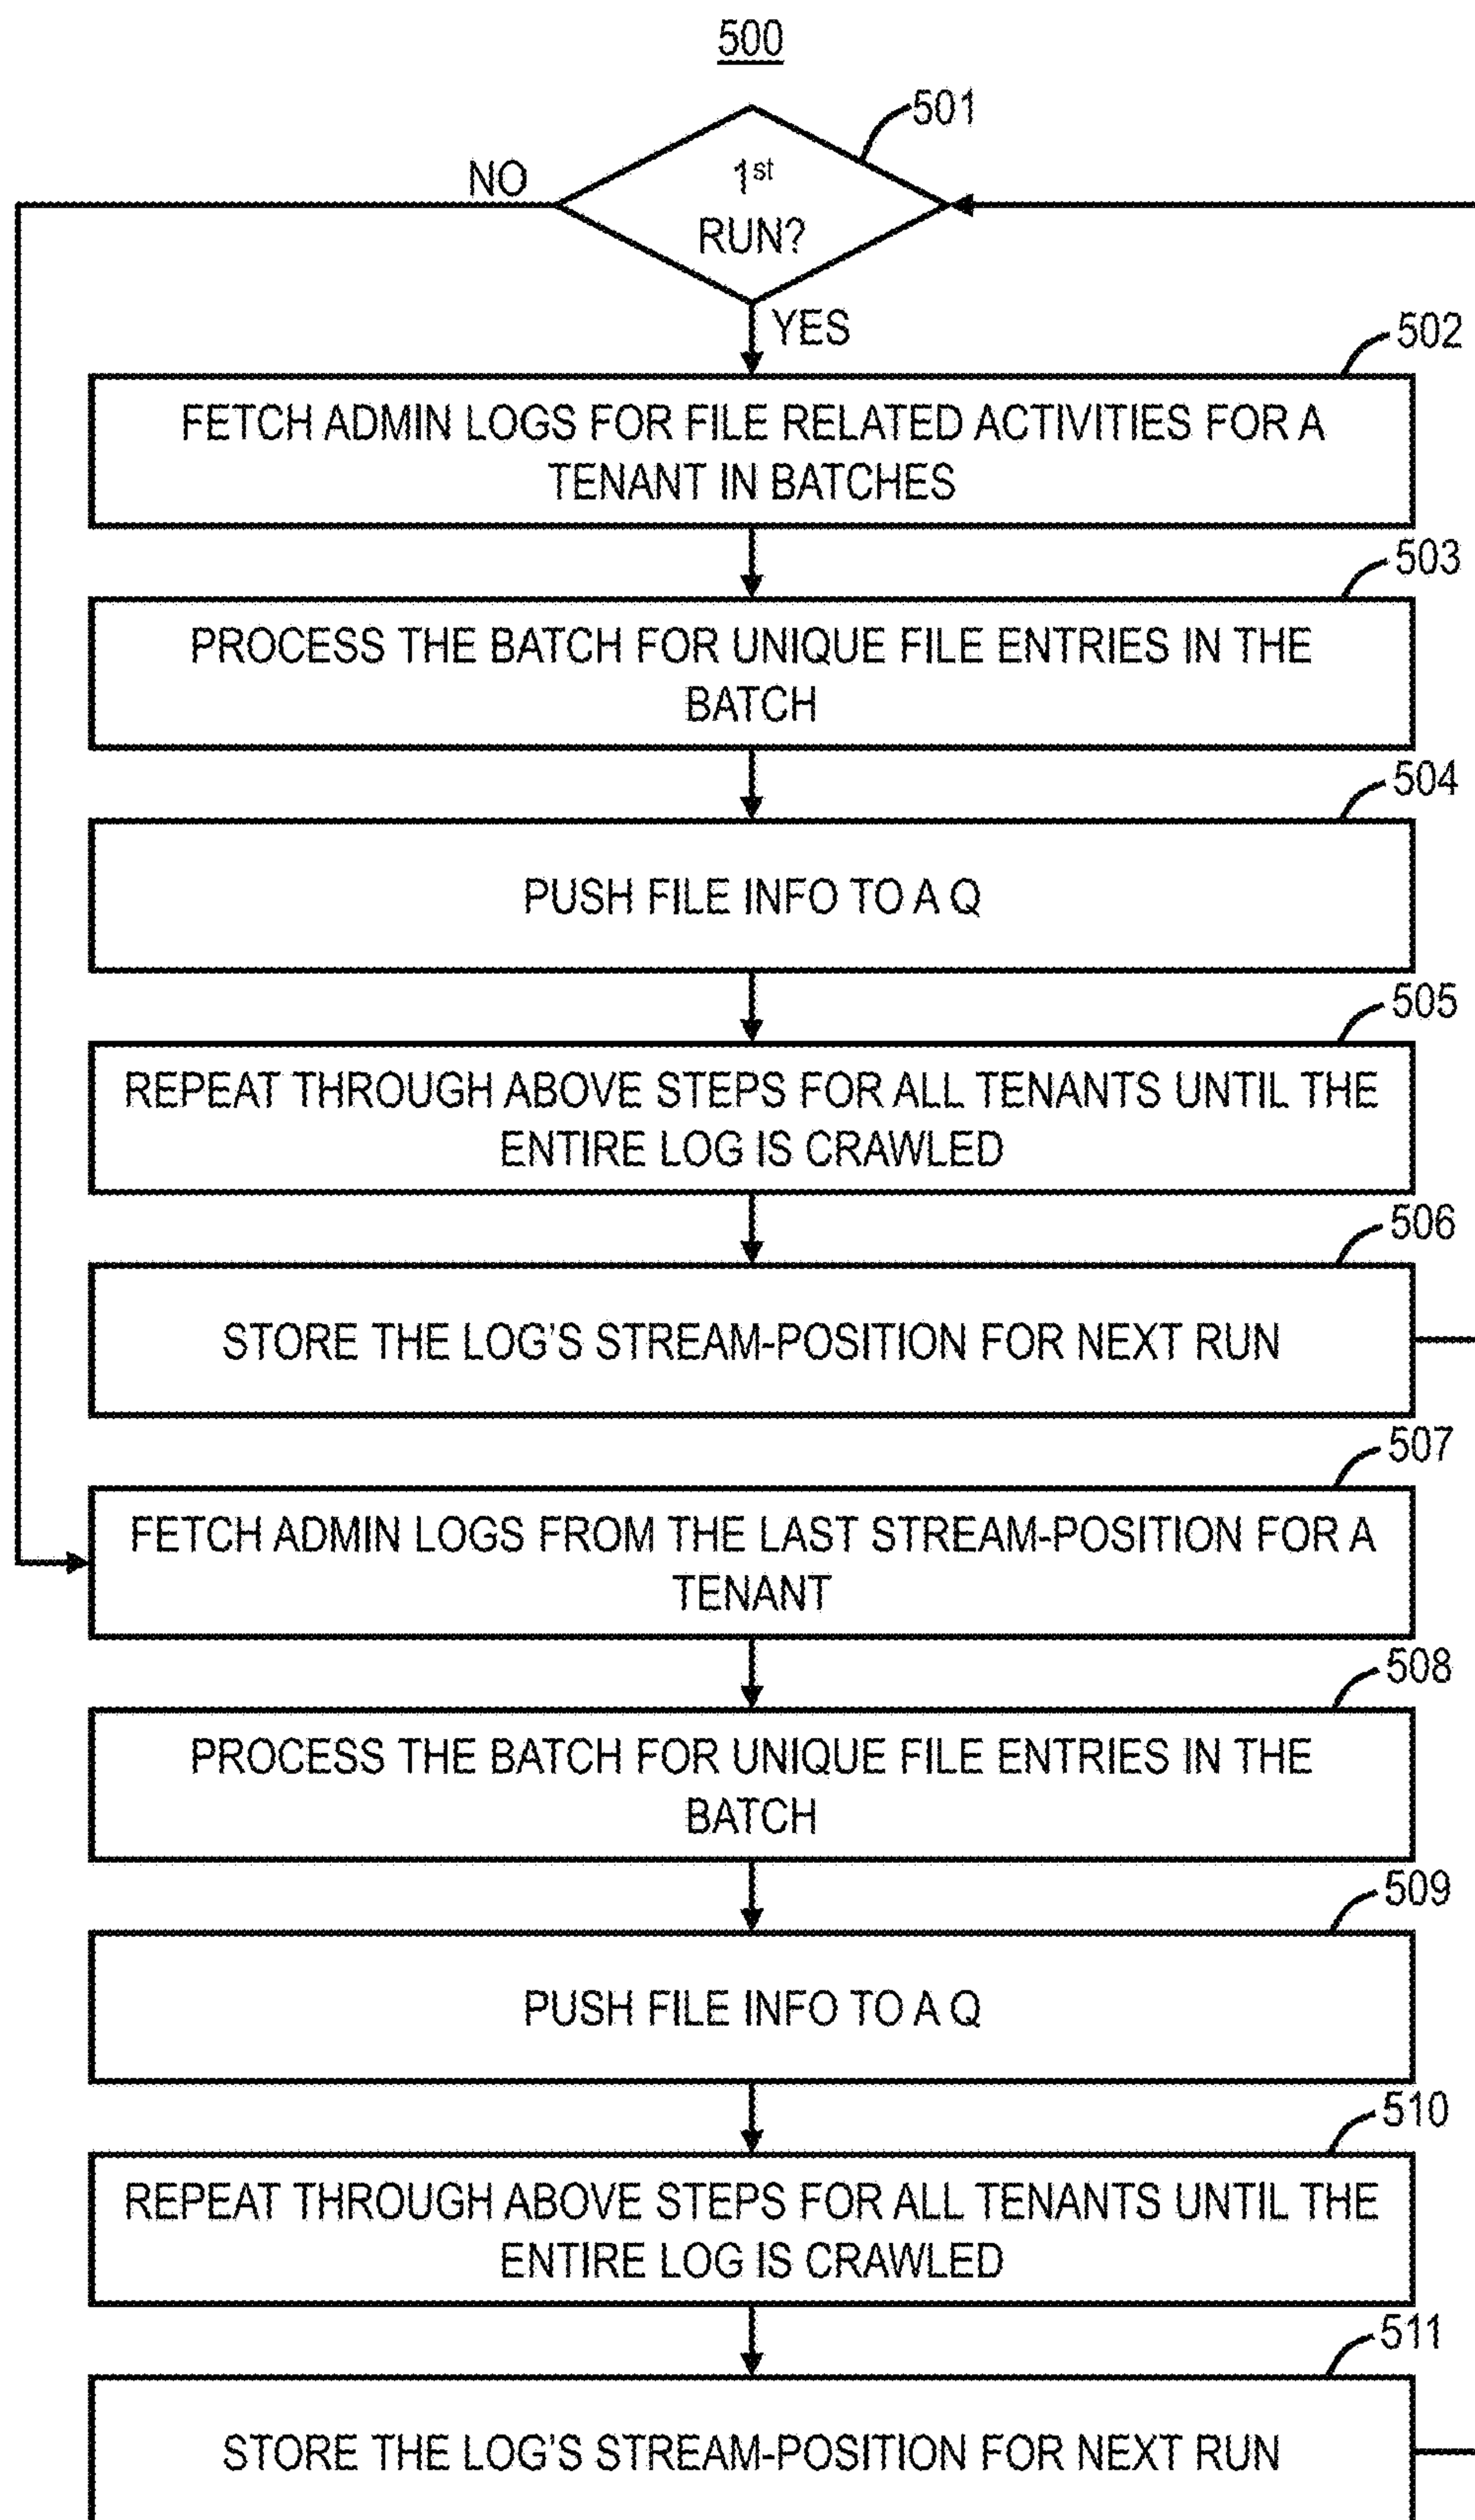 500
501
1st
RUN?
NO
YES
502
FETCH ADMIN LOGS FOR FILE RELATED ACTIVITIES FOR A
TENANT IN BATCHES
503
PROCESS THE BATCH FOR UNIQUE FILE ENTRIES IN THE
BATCH
504
PUSH FILE INFO TO A Q
505
REPEAT THROUGH ABOVE STEPS FOR ALL TENANTS UNTIL THE
ENTIRE LOG IS CRAWLED
506
STORE THE LOG'S STREAM-POSITION FOR NEXT RUN
507
FETCH ADMIN LOGS FROM THE LAST STREAM-POSITION FOR A
TENANT
508
PROCESS THE BATCH FOR UNIQUE FILE ENTRIES IN THE
BATCH
509
PUSH FILE INFO TO A Q
510
REPEAT THROUGH ABOVE STEPS FOR ALL TENANTS UNTIL THE
ENTIRE LOG IS CRAWLED
511
STORE THE LOG'S STREAM-POSITION FOR NEXT RUN